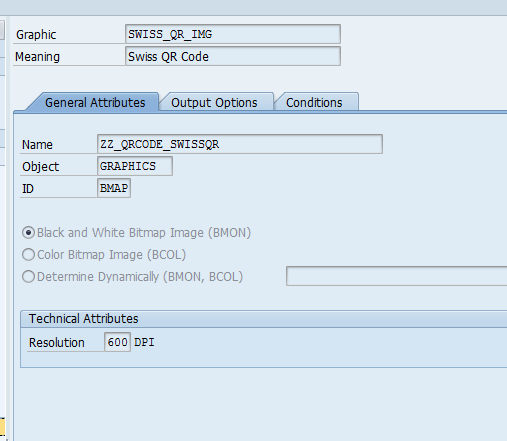 Graphic SWISS_QR_IMG
Meaning Swiss QR Code
General Attributes Output Options Conditions
Name ZZ_QRCODE_SWISSQR
Object GRAPHICS
ID BMAP
Black and White Bitmap Image (BMON)
Color Bitmap Image (BCOL)
Determine Dynamically (BMON, BCOL)
Technical Attributes
Resolution 600 DPI